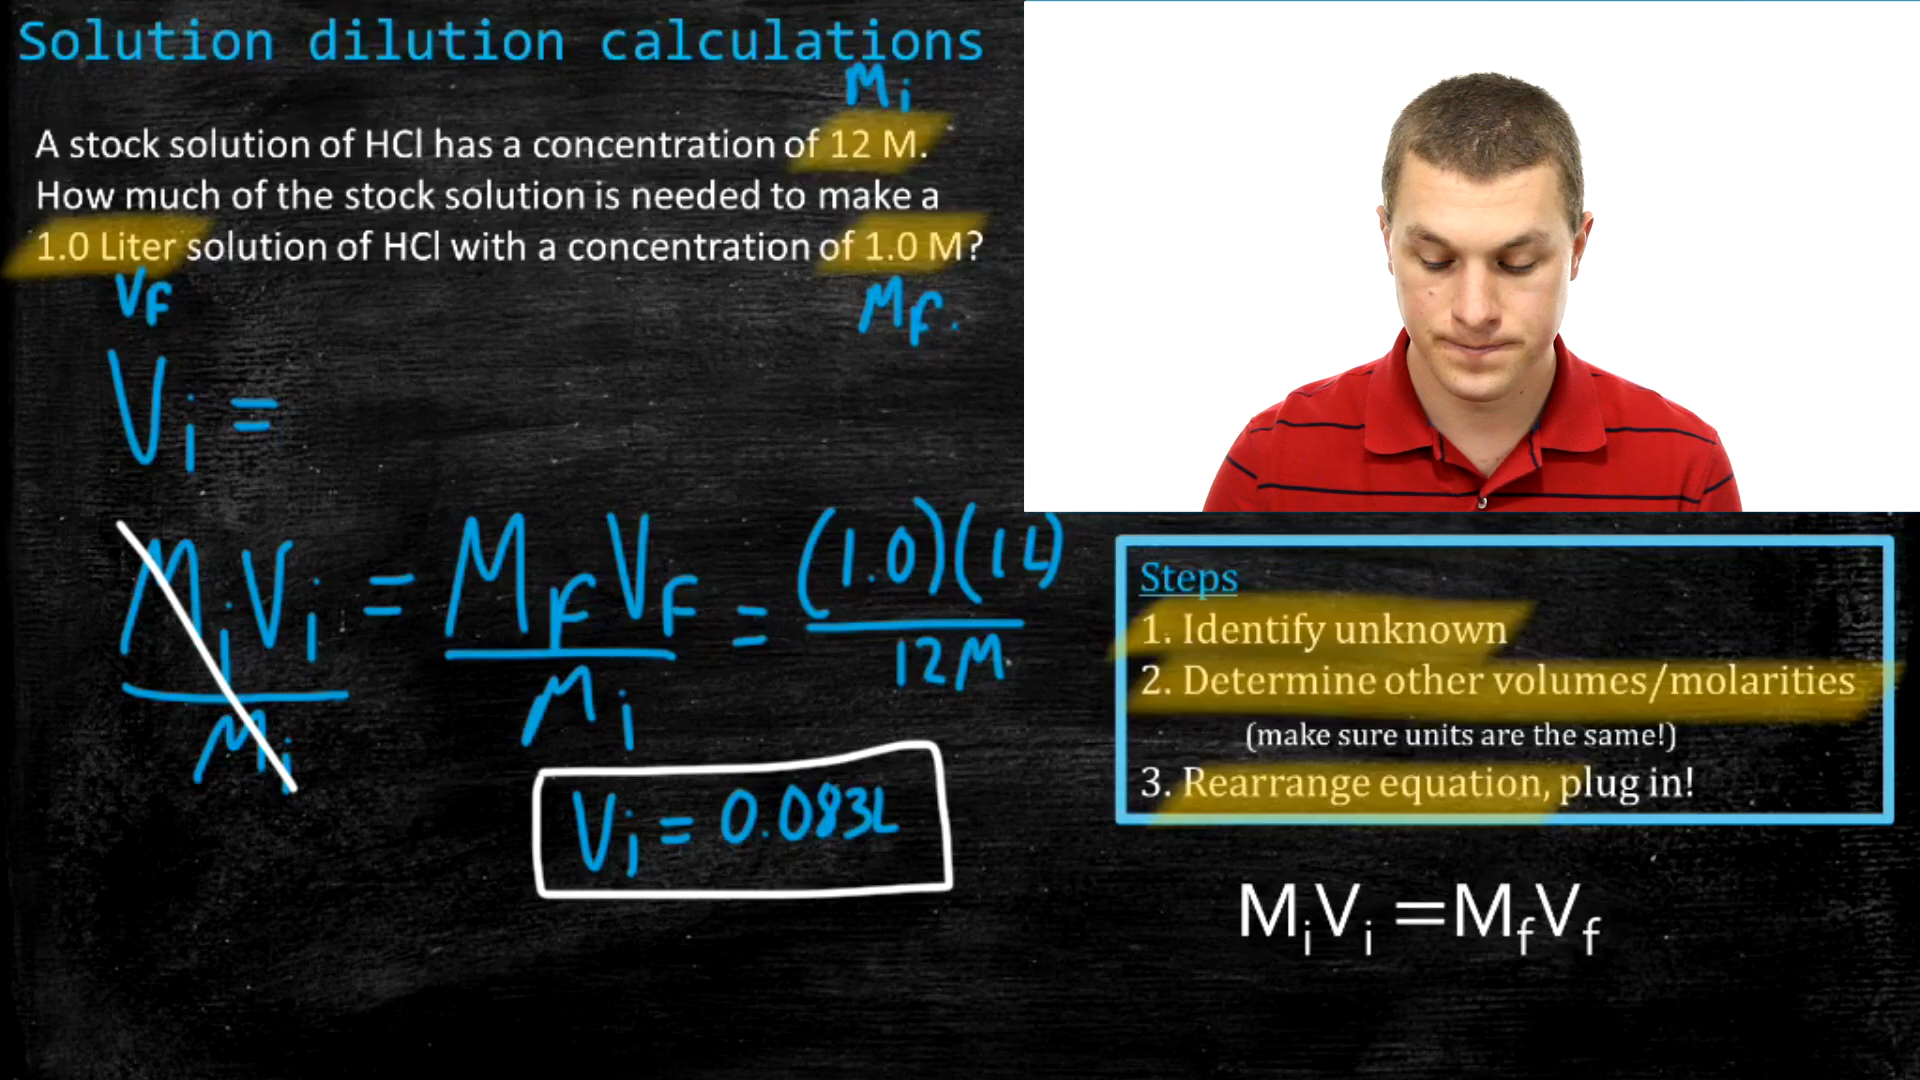 Solution dilution calculations
Mi
A stock solution of HCl has a concentration of 12 M.
How much of the stock solution is needed to make a
1.0 Liter solution of HCl with a concentration of 1.0 M?
VF
Mf.
Vi =
MiVi = MFVF = (1.0)(1L)
Mi Mi 12M
Vi = 0.083L
Steps
1. Identify unknown
2. Determine other volumes/molarities
(make sure units are the same!)
3. Rearrange equation, plug in!
MiVi =MfVf